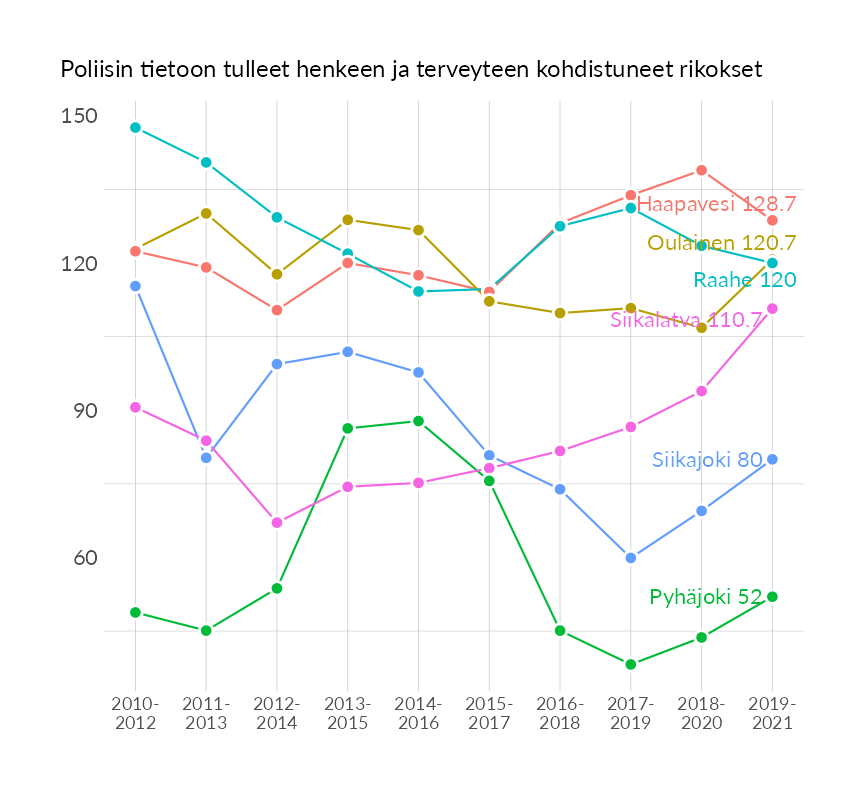 Poliisin tietoon tulleet henkeen ja terveyteen kohdistuneet rikokset
150
120
90
60
Haapavesi 128.7
Oulainen 120.7
Raahe 120
Siikalatva 110.7
Siikajoki 80
Pyhäjoki 52
2010- 2011- 2012- 2013- 2014- 2015- 2016- 2017- 2018- 2019-
2012 2013 2014 2015 2016 2017 2018 2019 2020 2021